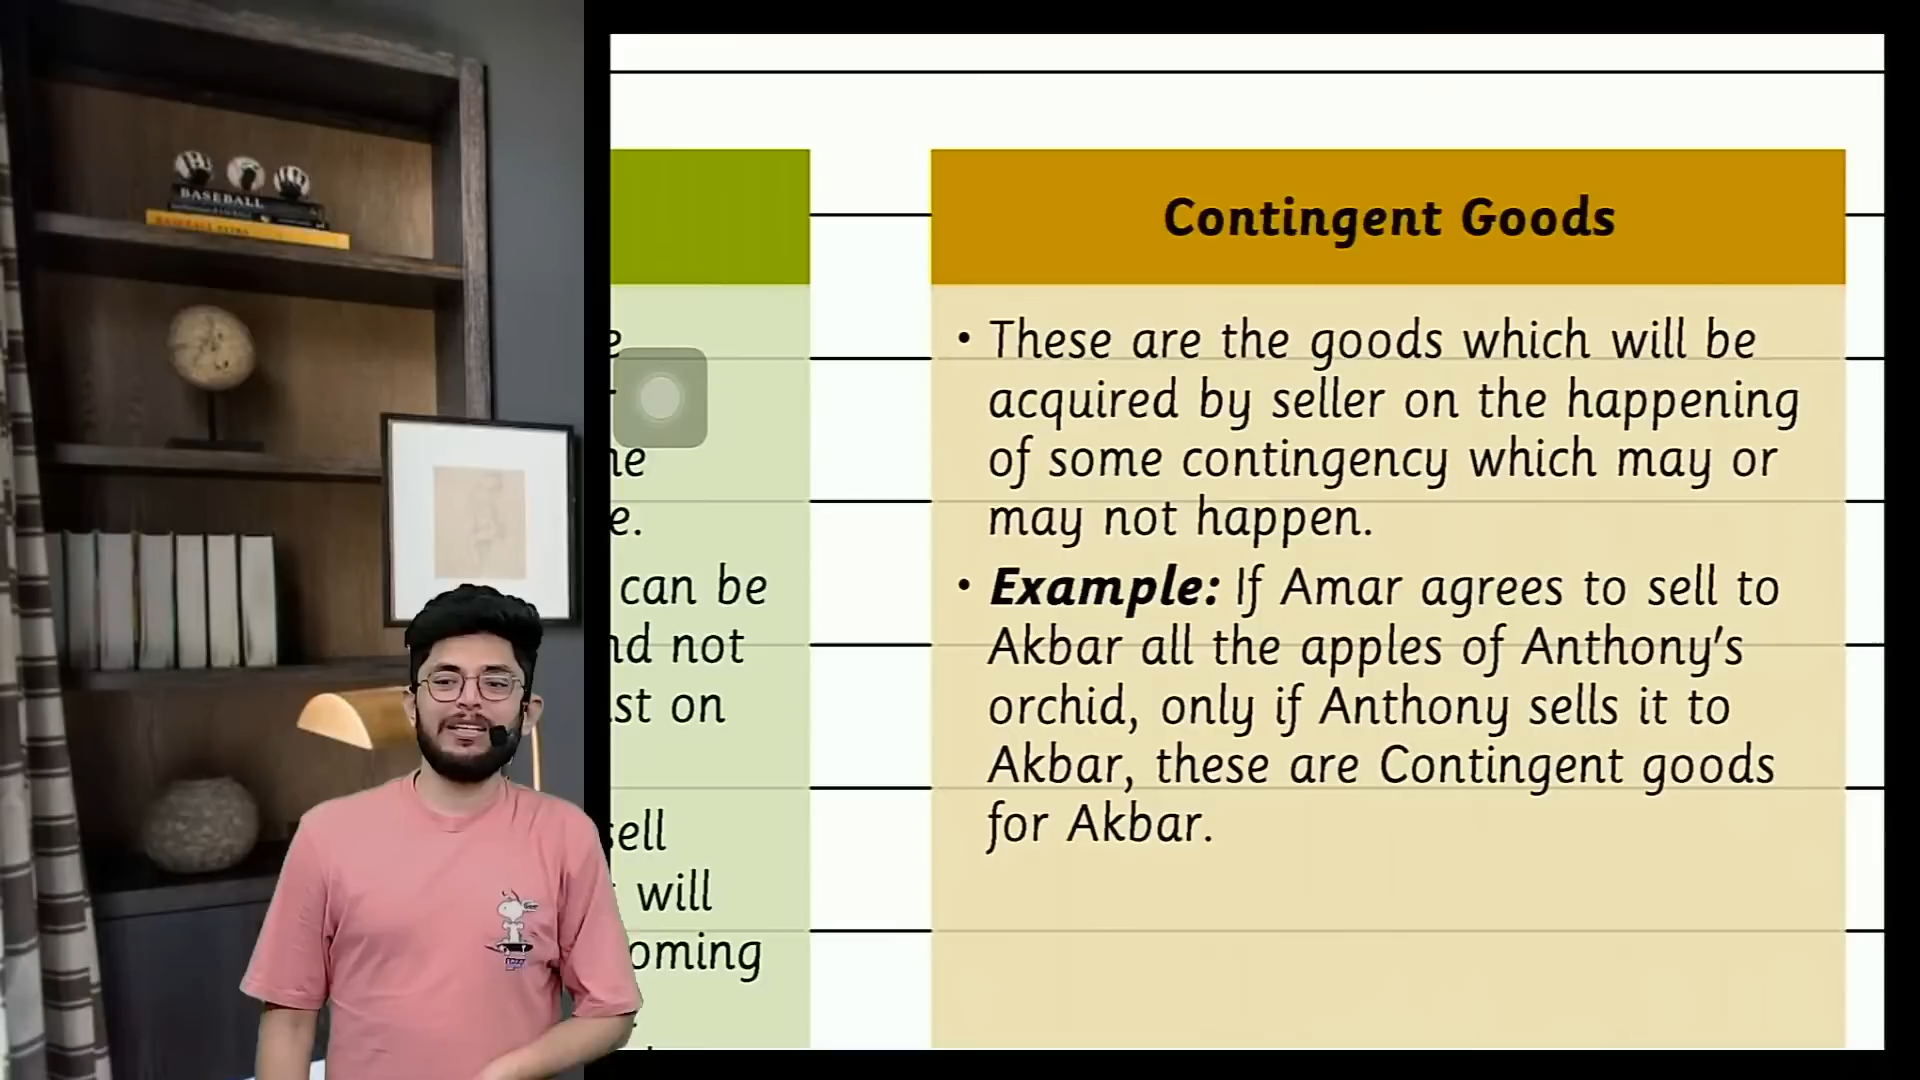 BASEBALL
Contingent Goods
can be
nd not
st on
sell
will
oming
• These are the goods which will be
acquired by seller on the happening
of some contingency which may or
may not happen.
• Example: If Amar agrees to sell to
Akbar all the apples of Anthony's
orchid, only if Anthony sells it to
Akbar, these are Contingent goods
for Akbar.